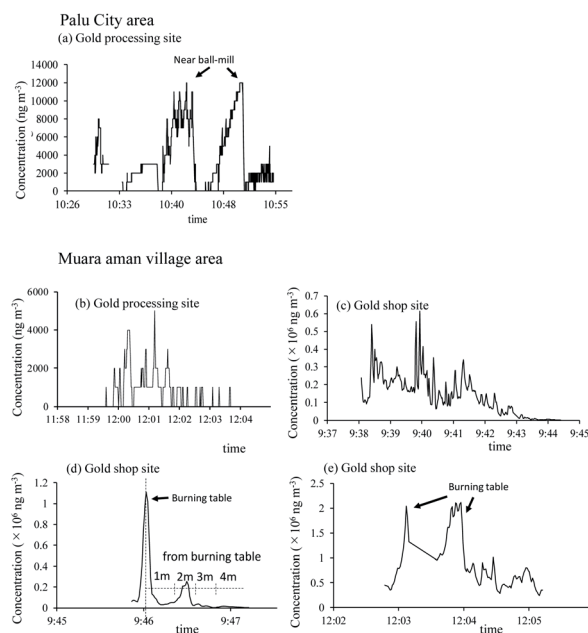 Palu City area
(a) Gold processing site
Near ball-mill
Concentration (ng m-3)
16000
14000
12000
10000
8000
6000
4000
2000
0
10:26 10:33 10:40 10:48 10:55
time
Muara aman village area
(b) Gold processing site
Concentration (ng m-3)
6000
4000
2000
0
11:58 11:59 12:00 12:01 12:02 12:03 12:04
time
(c) Gold shop site
Concentration (×10⁶ ng m-3)
0.7
0.6
0.5
0.4
0.3
0.2
0.1
0
9:37 9:38 9:39 9:40 9:41 9:42 9:43 9:44 9:45
time
(d) Gold shop site
Concentration (×10⁶ ng m-3)
1.2
1
0.8
0.6
0.4
0.2
0
Burning table
from burning table
1m 2m 3m 4m
9:45 9:46 9:47
time
(e) Gold shop site
Concentration (×10⁶ ng m-3)
2.5
2
1.5
1
0.5
0
Burning table
12:02 12:03 12:04 12:05
time